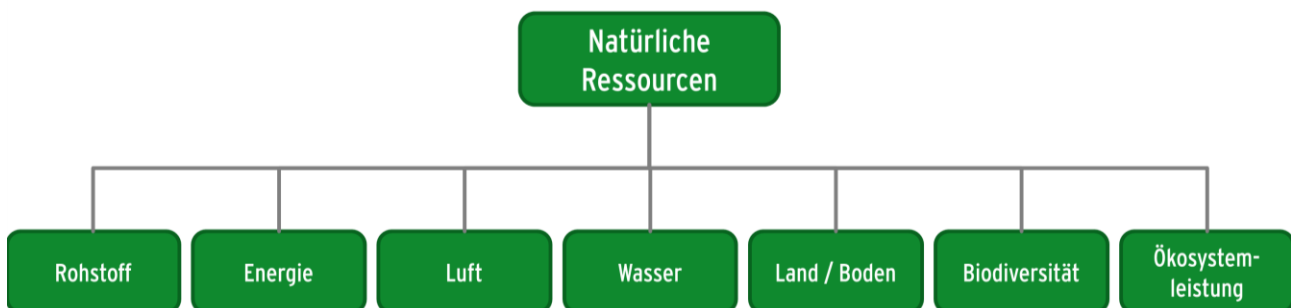 Natürliche
Ressourcen
Rohstoff
Energie
Luft
Wasser
Land / Boden
Biodiversität
Ökosystem-
leistung